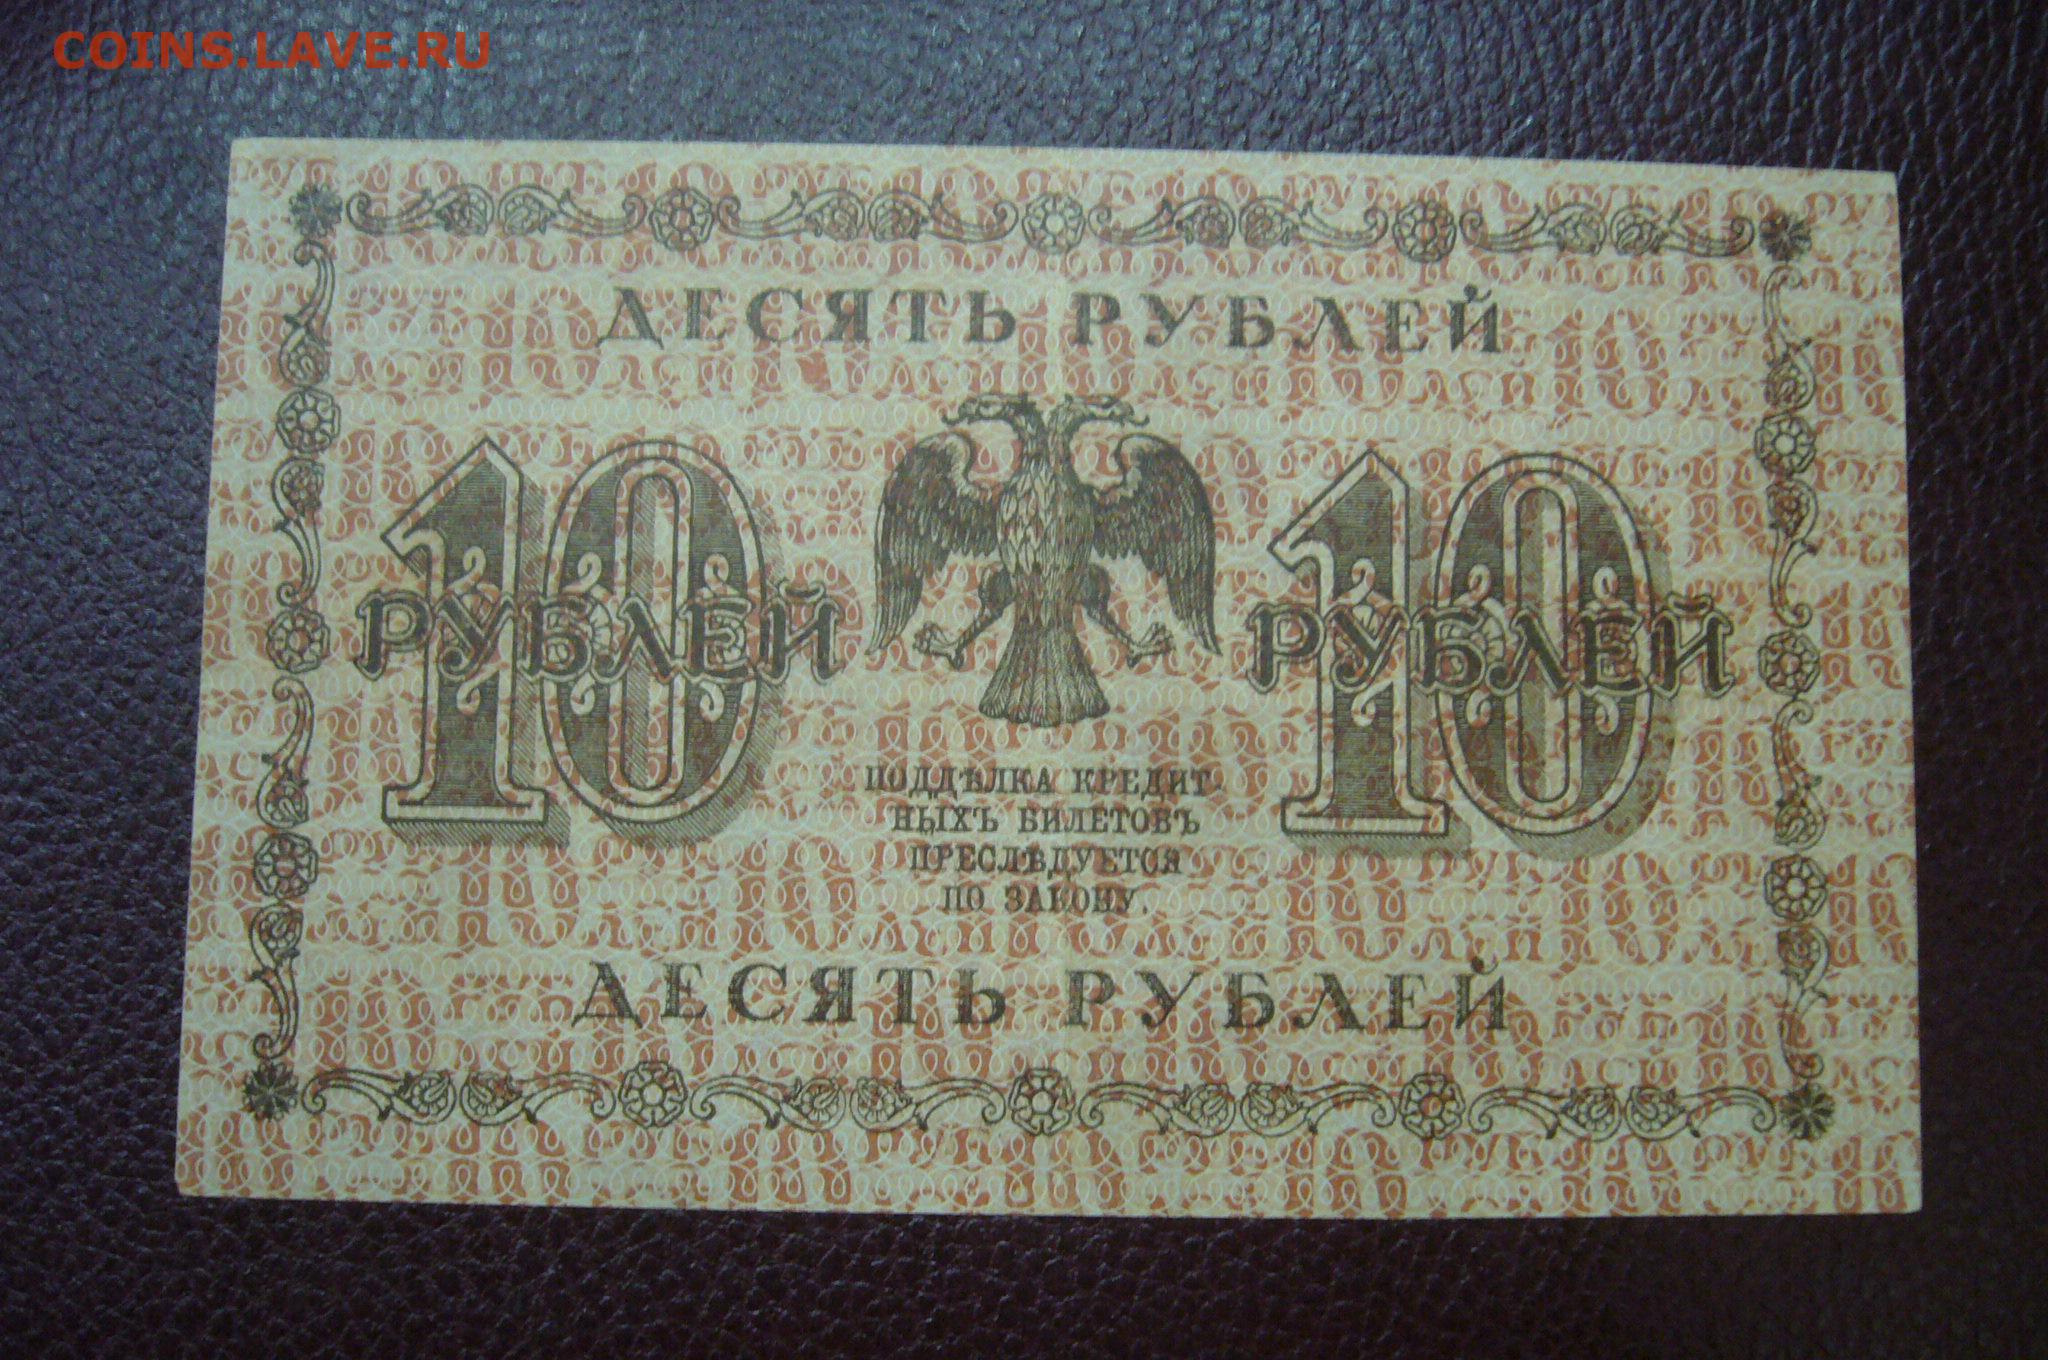 COINS.LAVE.RU
ДЕСЯТЬ РУБЛЕЙ
10 10
РУБЛЕЙ РУБЛЕЙ
ПОДДѢЛКА КРЕДИТ-
НЫХЪ БИЛЕТОВЪ
ПРЕСЛѢДУЕТСЯ
ПО ЗАКОНУ.
ДЕСЯТЬ РУБЛЕЙ